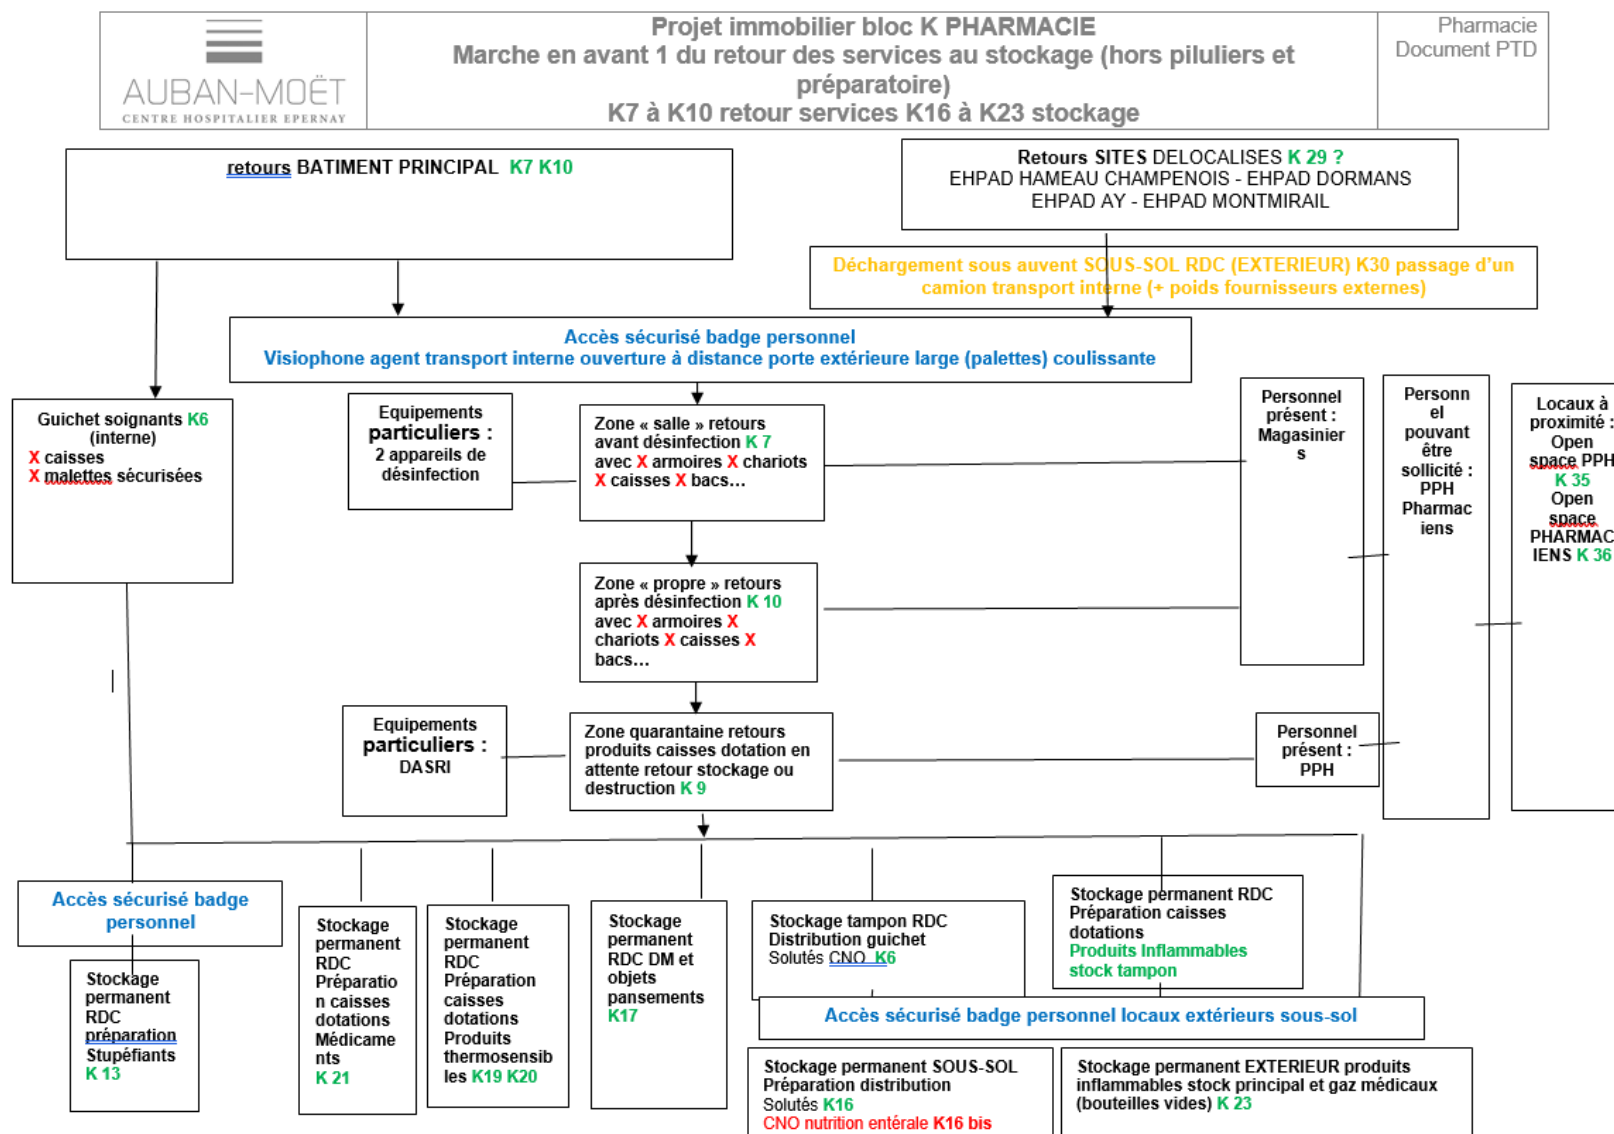 AUBAN-MOËT
CENTRE HOSPITALIER EPERNAY
Projet immobilier bloc K PHARMACIE
Marche en avant 1 du retour des services au stockage (hors piluliers et
préparatoire)
K7 à K10 retour services K16 à K23 stockage
Pharmacie
Document PTD
retours BATIMENT PRINCIPAL K7 K10
Retours SITES DELOCALISES K 29 ?
EHPAD HAMEAU CHAMPENOIS - EHPAD DORMANS
EHPAD AY - EHPAD MONTMIRAIL
Déchargement sous auvent SOUS-SOL RDC (EXTERIEUR) K30 passage d'un
camion transport interne (+ poids fournisseurs externes)
Accès sécurisé badge personnel
Visiophone agent transport interne ouverture à distance porte extérieure large (palettes) coulissante
Guichet soignants K6
(interne)
X caisses
X malettes sécurisées
Equipements
particuliers :
2 appareils de
désinfection
Zone « salle » retours
avant désinfection K 7
avec X armoires X chariots
X caisses X bacs…
Personnel
présent :
Magasinier
s
Personn
el
pouvant
être
sollicité :
PPH
Pharmac
iens
Locaux à
proximité :
Open
space PPH
K 35
Open
space
PHARMAC
IENS K 36
Zone « propre » retours
après désinfection K 10
avec X armoires X
chariots X caisses X
bacs…
Equipements
particuliers :
DASRI
Zone quarantaine retours
produits caisses dotation en
attente retour stockage ou
destruction K 9
Personnel
présent :
PPH
Accès sécurisé badge
personnel
Stockage
permanent
RDC
préparation
Stupéfiants
K 13
Stockage
permanent
RDC
Préparatio
n caisses
dotations
Médicame
nts
K 21
Stockage
permanent
RDC
Préparation
caisses
dotations
Produits
thermosensib
les K19 K20
Stockage
permanent
RDC DM et
objets
pansements
K17
Stockage tampon RDC
Distribution guichet
Solutés CNO K6
Stockage permanent RDC
Préparation caisses
dotations
Produits Inflammables
stock tampon
Accès sécurisé badge personnel locaux extérieurs sous-sol
Stockage permanent SOUS-SOL
Préparation distribution
Solutés K16
CNO nutrition entérale K16 bis
Stockage permanent EXTERIEUR produits
inflammables stock principal et gaz médicaux
(bouteilles vides) K 23